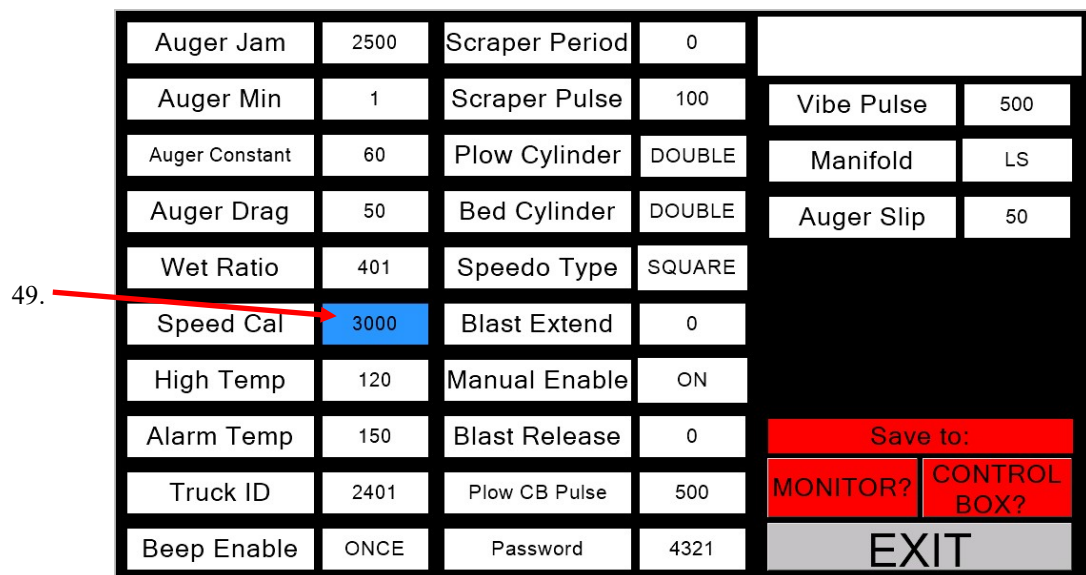 Auger Jam 2500 Scraper Period 0
Auger Min 1 Scraper Pulse 100 Vibe Pulse 500
Auger Constant 60 Plow Cylinder DOUBLE Manifold LS
Auger Drag 50 Bed Cylinder DOUBLE Auger Slip 50
Wet Ratio 401 Speedo Type SQUARE
49.
Speed Cal 3000 Blast Extend 0
High Temp 120 Manual Enable ON
Alarm Temp 150 Blast Release 0 Save to:
Truck ID 2401 Plow CB Pulse 500 MONITOR? CONTROL
BOX?
Beep Enable ONCE Password 4321 EXIT